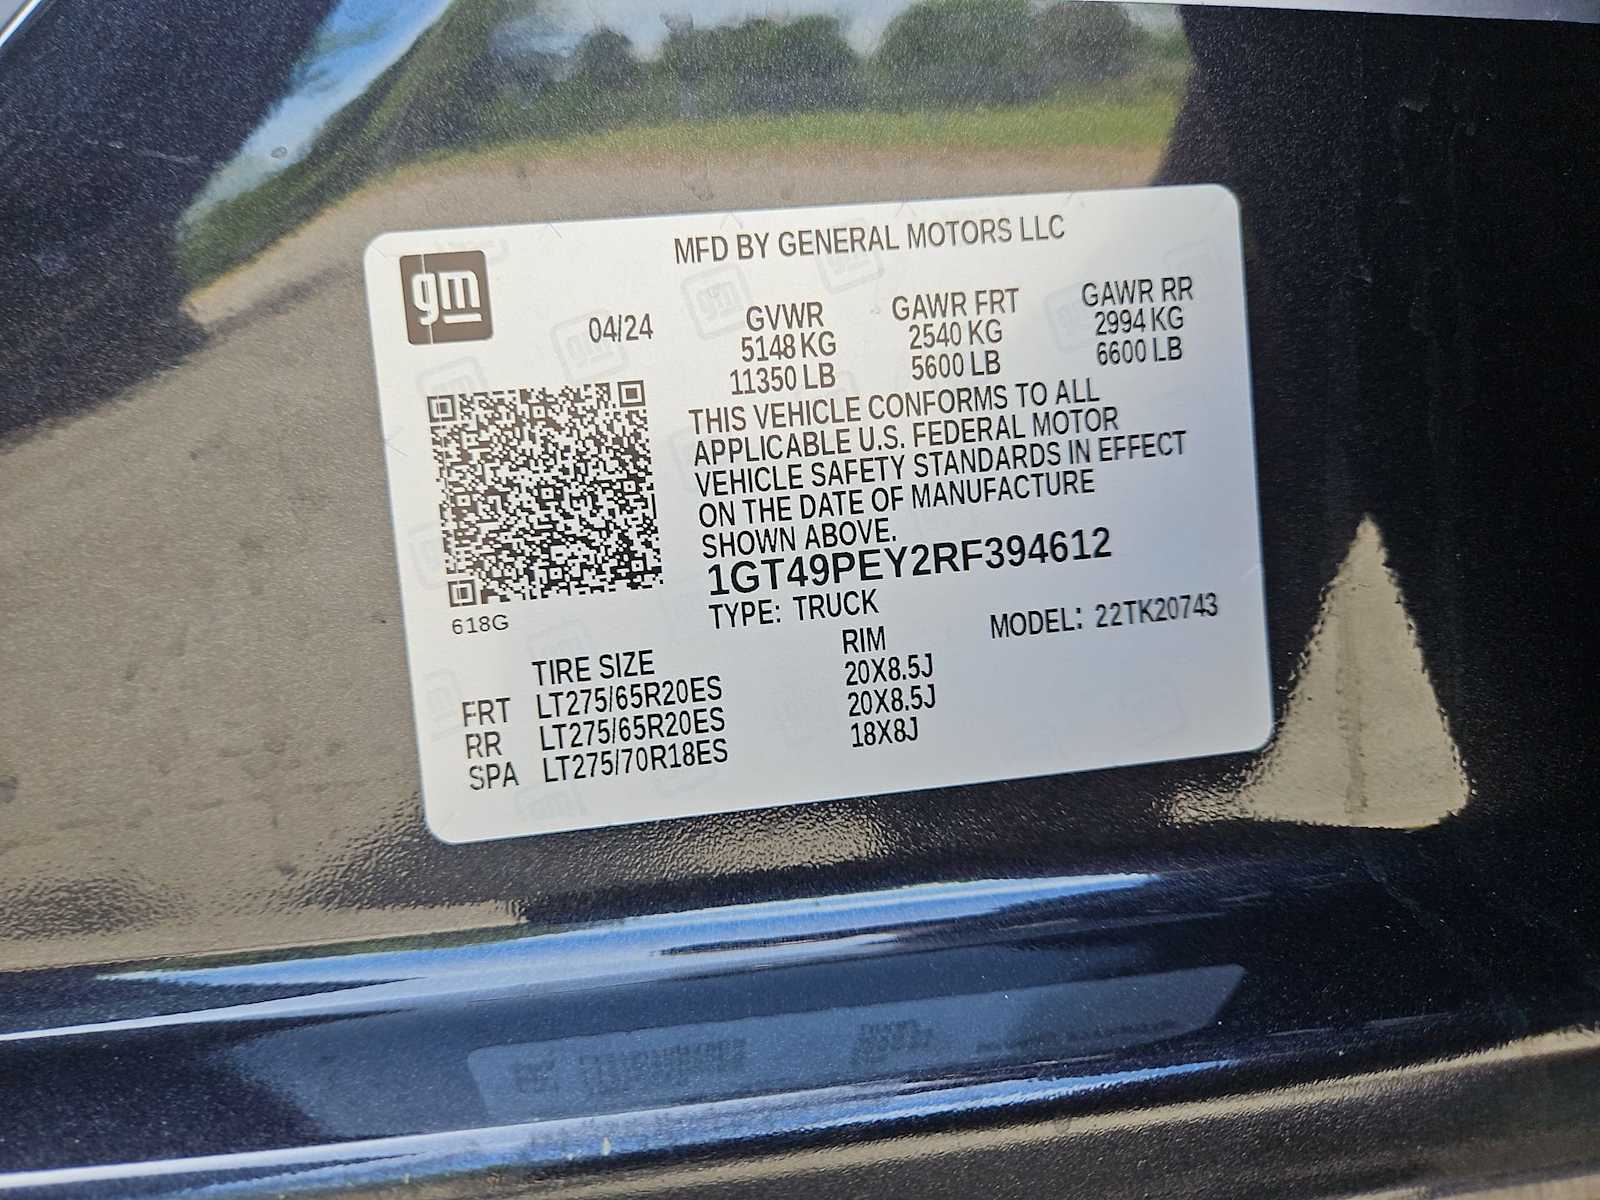 MFD BY GENERAL MOTORS LLC
gm
04/24
GVWR GAWR FRT GAWR RR
5148 KG 2540 KG 2994 KG
11350 LB 5600 LB 6600 LB
THIS VEHICLE CONFORMS TO ALL
APPLICABLE U.S. FEDERAL MOTOR
VEHICLE SAFETY STANDARDS IN EFFECT
ON THE DATE OF MANUFACTURE
SHOWN ABOVE.
1GT49PEY2RF394612
618G
TYPE: TRUCK MODEL: 22TK20743
TIRE SIZE RIM
FRT LT275/65R20ES 20X8.5J
RR LT275/65R20ES 20X8.5J
SPA LT275/70R18ES 18X8J